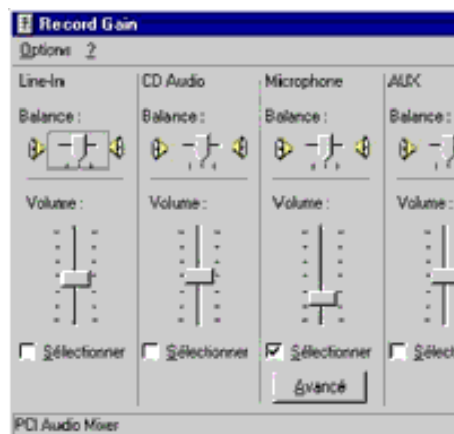 Record Gain
Options ?
Line-In CD Audio Microphone AUX
Balance : Balance : Balance : Balance :
Volume : Volume : Volume : Volume :
Sélectionner Sélectionner Sélectionner Sélect
Avancé
PCI Audio Mixer